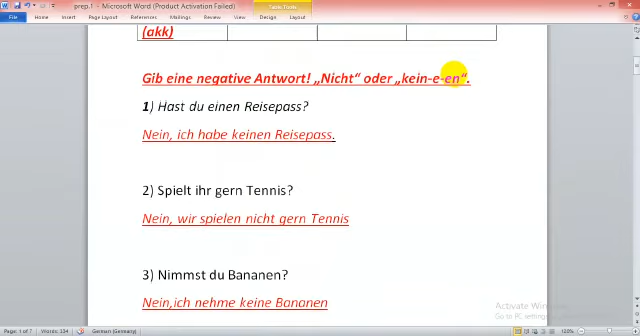 prep.1 - Microsoft Word (Product Activation Failed)
Table Tools
File Home Insert Page Layout References Mailings Review View Design Layout
(akk)
Gib eine negative Antwort! „Nicht“ oder „kein-e-en“.
1) Hast du einen Reisepass?
Nein, ich habe keinen Reisepass.
2) Spielt ihr gern Tennis?
Nein, wir spielen nicht gern Tennis
3) Nimmst du Bananen?
Nein,ich nehme keine Bananen
Activate Windows
Go to PC settings
Page: 1 of 7 Words: 334 German (Germany) 120%